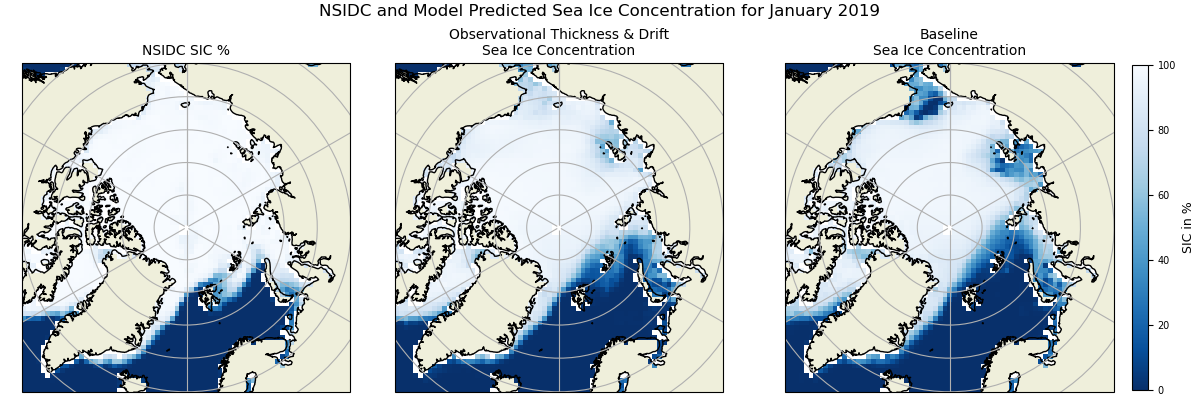 NSIDC and Model Predicted Sea Ice Concentration for January 2019
NSIDC SIC %
Observational Thickness & Drift
Sea Ice Concentration
Baseline
Sea Ice Concentration
100
80
60
40
20
0
SIC in %